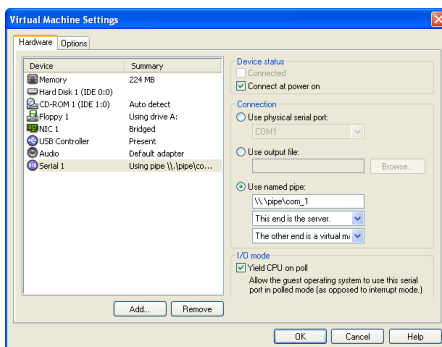 Virtual Machine Settings
Hardware Options
Device Summary
Memory 224 MB
Hard Disk 1 (IDE 0:0)
CD-ROM 1 (IDE 1:0) Auto detect
Floppy 1 Using drive A:
NIC 1 Bridged
USB Controller Present
Audio Default adapter
Serial 1 Using pipe \\.\pipe\co...
Add... Remove
Device status
Connected
Connect at power on
Connection
Use physical serial port:
COM1
Use output file:
Browse...
Use named pipe:
\\.\pipe\com_1
This end is the server.
The other end is a virtual ma
I/O mode
Yield CPU on poll
Allow the guest operating system to use this serial
port in polled mode (as opposed to interrupt mode.)
OK Cancel Help